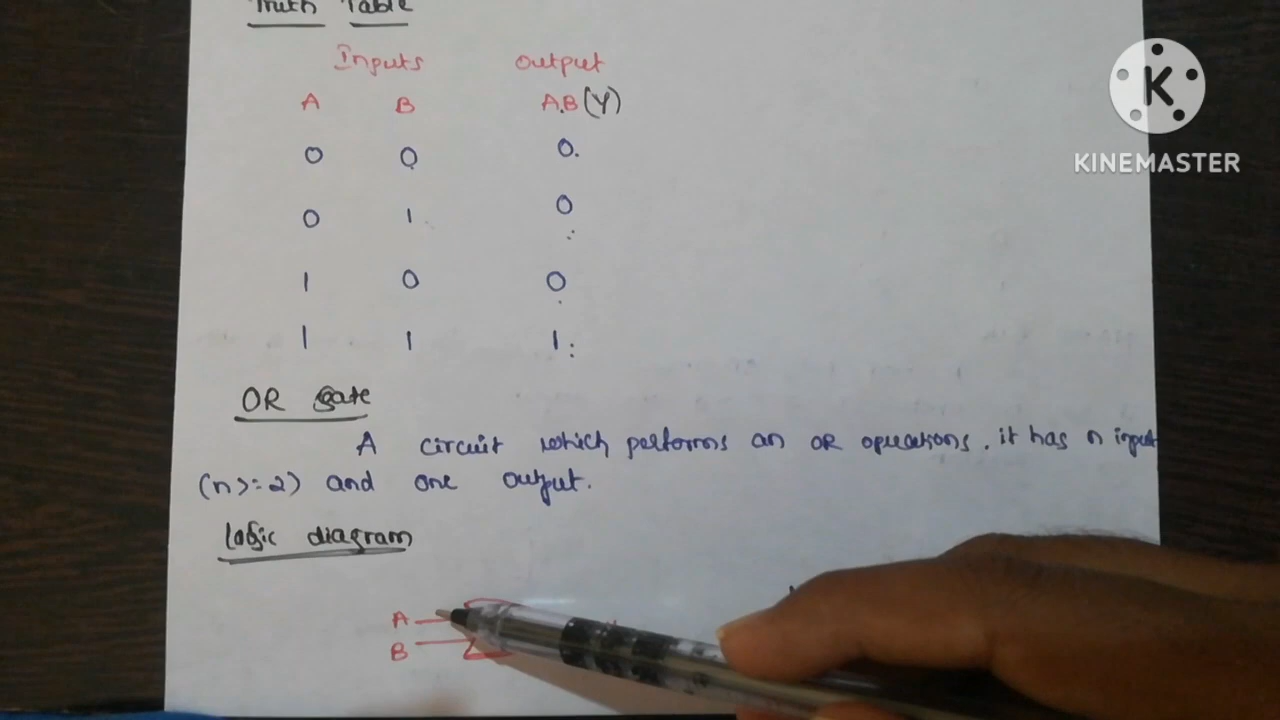 Truth Table
Inputs Output
A B A.B (Y)
0 0 0.
0 1 0
1 0 0
1 1 1
OR Gate
A circuit which performs an OR operations. it has n input
(n>=2) and one output.
Logic diagram
A
B
K
KINEMASTER